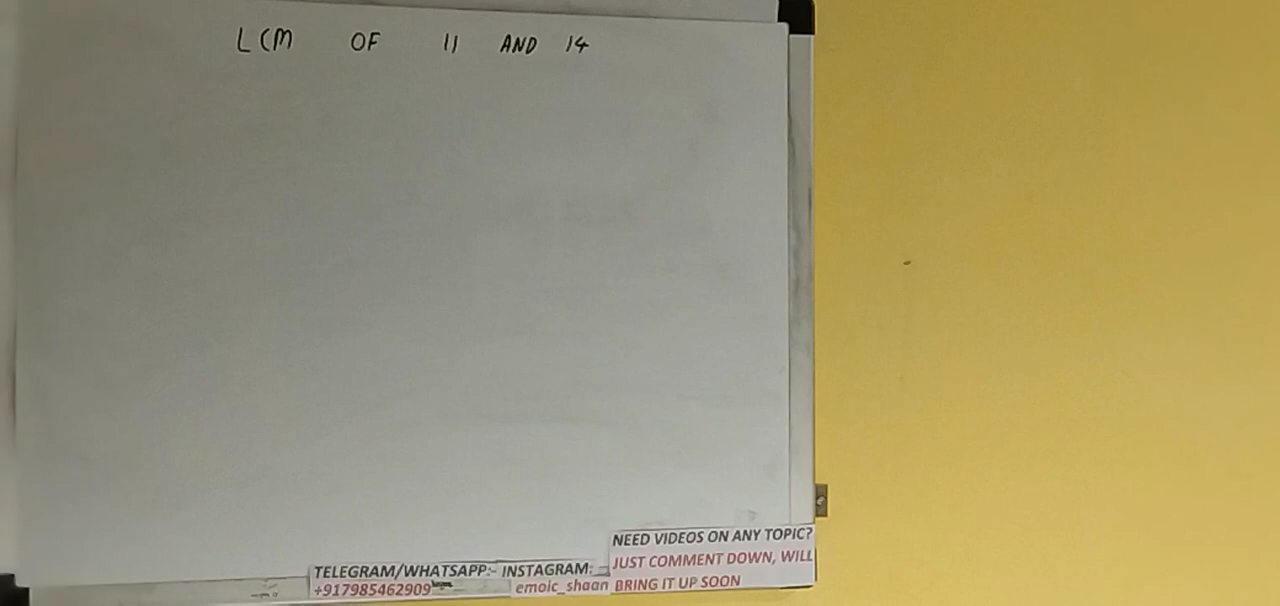 LCM OF 11 AND 14
NEED VIDEOS ON ANY TOPIC?
JUST COMMENT DOWN, WILL
BRING IT UP SOON
TELEGRAM/WHATSAPP:- INSTAGRAM:-
+917985462909 emoic_shaan